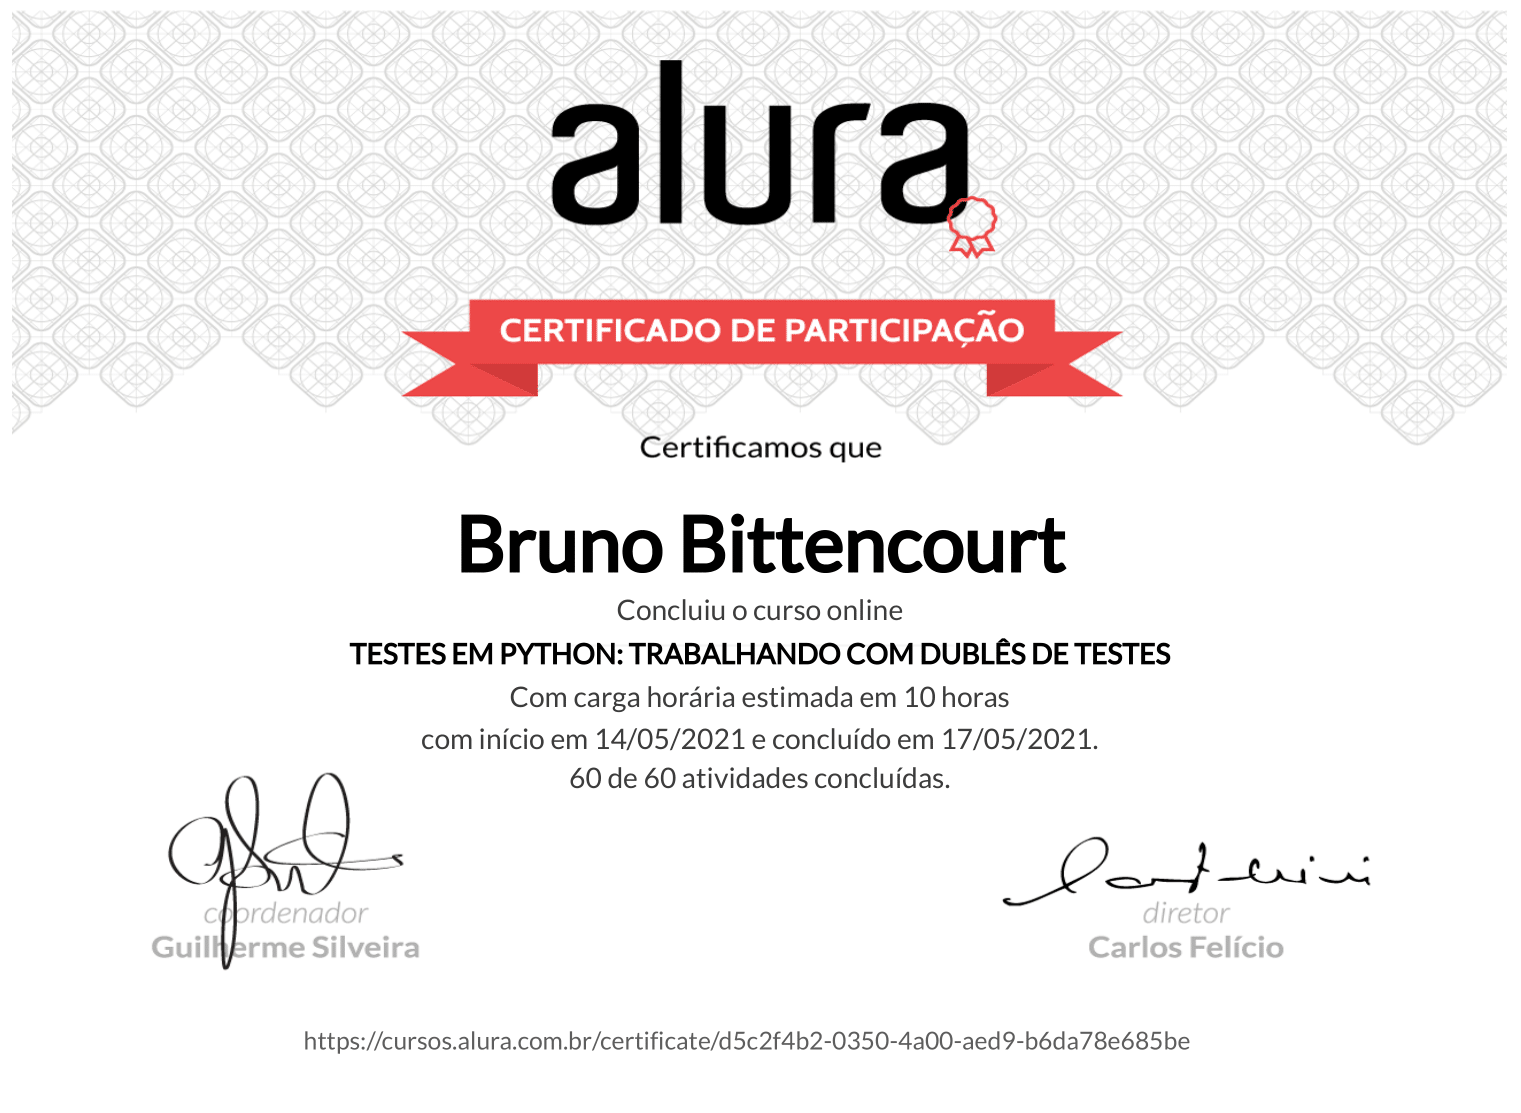 alura
CERTIFICADO DE PARTICIPAÇÃO
Certificamos que
Bruno Bittencourt
Concluiu o curso online
TESTES EM PYTHON: TRABALHANDO COM DUBLÊS DE TESTES
Com carga horária estimada em 10 horas
com início em 14/05/2021 e concluído em 17/05/2021.
60 de 60 atividades concluídas.
coordenador
Guilherme Silveira
diretor
Carlos Felício
https://cursos.alura.com.br/certificate/d5c2f4b2-0350-4a00-aed9-b6da78e685be